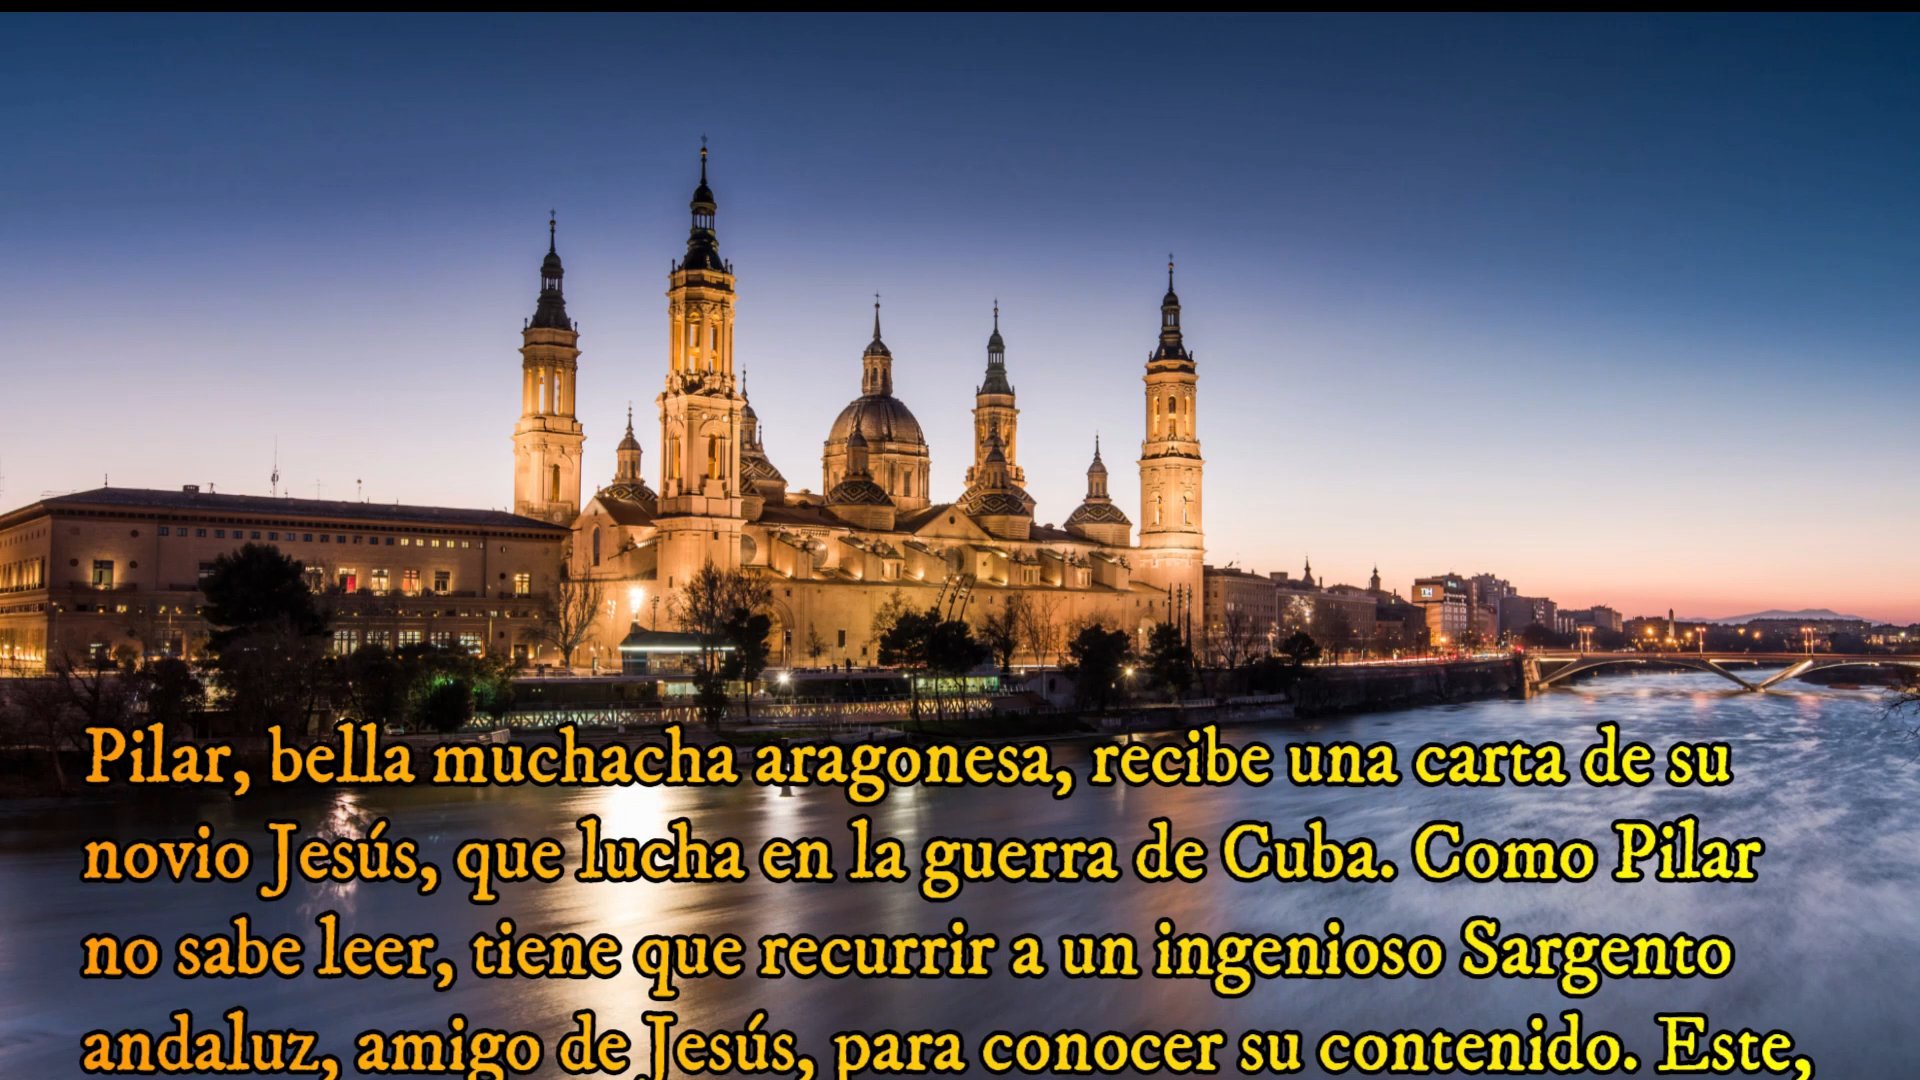 Pilar, bella muchacha aragonesa, recibe una carta de su
novio Jesús, que lucha en la guerra de Cuba. Como Pilar
no sabe leer, tiene que recurrir a un ingenioso Sargento
andaluz, amigo de Jesús, para conocer su contenido. Este,